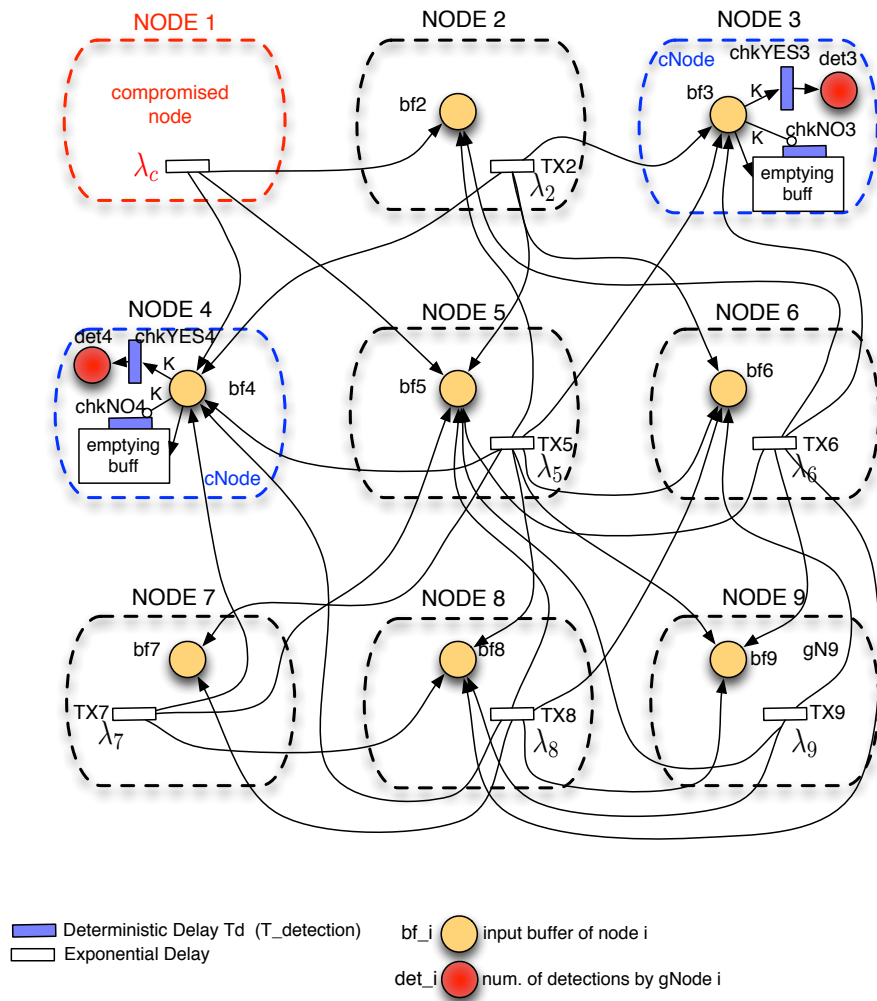 NODE 1
NODE 2
NODE 3
compromised
node
λc
bf2
TX2
λ2
cNode
chkYES3
det3
bf3
K
K
chkNO3
emptying
buff
NODE 4
NODE 5
NODE 6
det4
chkYES4
K
K
bf4
chkNO4
emptying
buff
cNode
bf5
TX5
λ5
bf6
TX6
λ6
NODE 7
NODE 8
NODE 9
bf7
TX7
λ7
bf8
TX8
λ8
bf9
gN9
TX9
λ9
Deterministic Delay Td (T_detection)
Exponential Delay
bf_i
input buffer of node i
det_i
num. of detections by gNode i